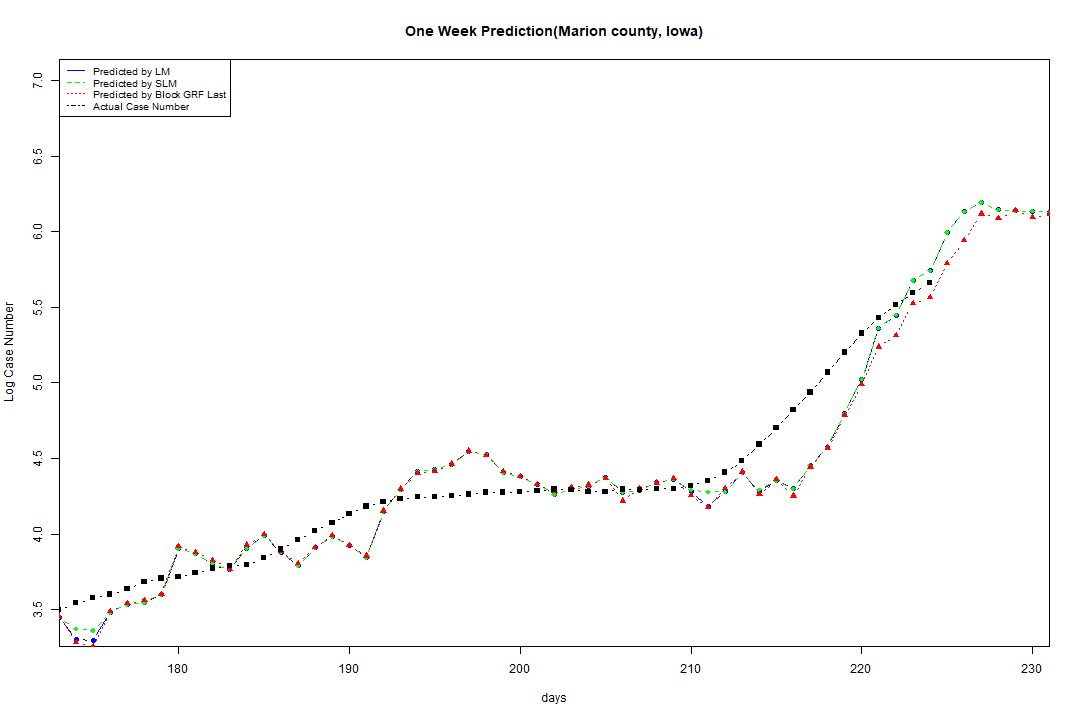 One Week Prediction(Marion county, Iowa)
Predicted by LM
Predicted by SLM
Predicted by Block GRF Last
Actual Case Number
7.0
6.5
6.0
5.5
5.0
4.5
4.0
3.5
Log Case Number
180 190 200 210 220 230
days